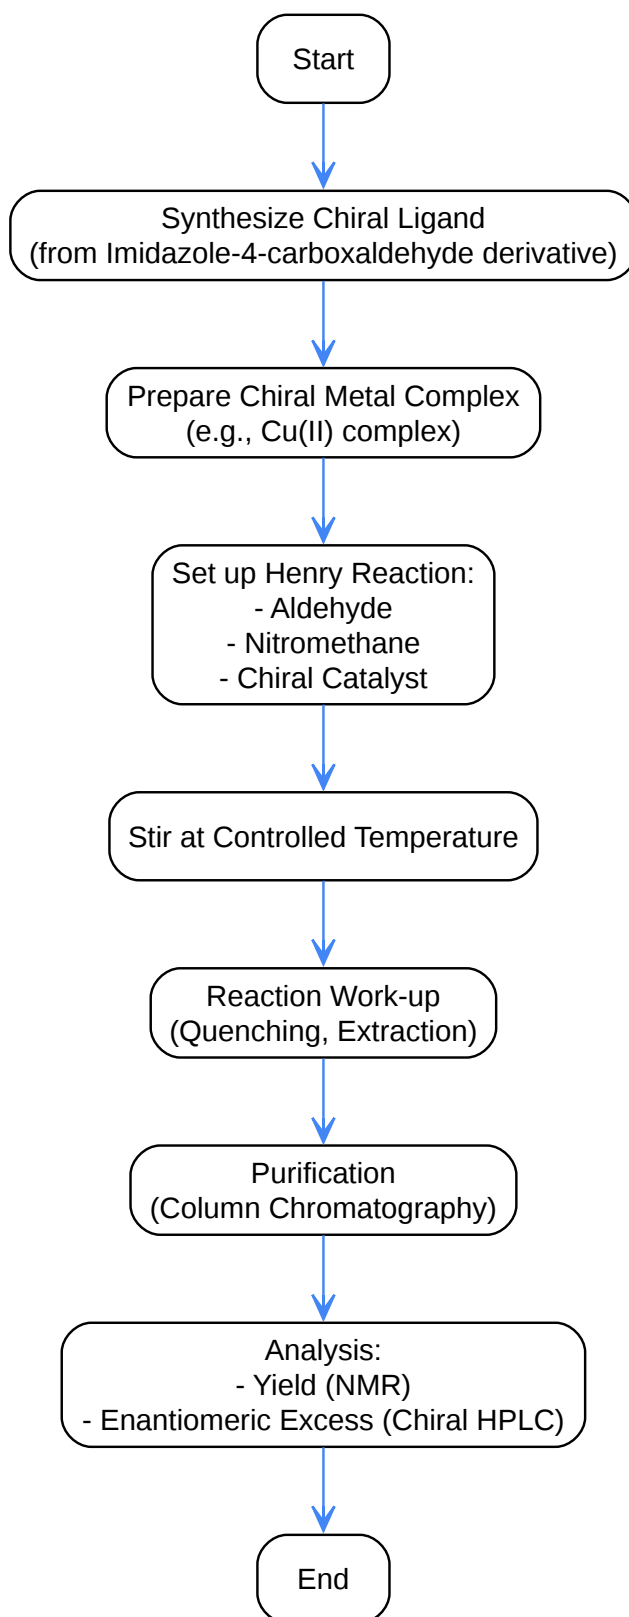 Start
Synthesize Chiral Ligand
(from Imidazole-4-carboxaldehyde derivative)
Prepare Chiral Metal Complex
(e.g., Cu(II) complex)
Set up Henry Reaction:
- Aldehyde
- Nitromethane
- Chiral Catalyst
Stir at Controlled Temperature
Reaction Work-up
(Quenching, Extraction)
Purification
(Column Chromatography)
Analysis:
- Yield (NMR)
- Enantiomeric Excess (Chiral HPLC)
End